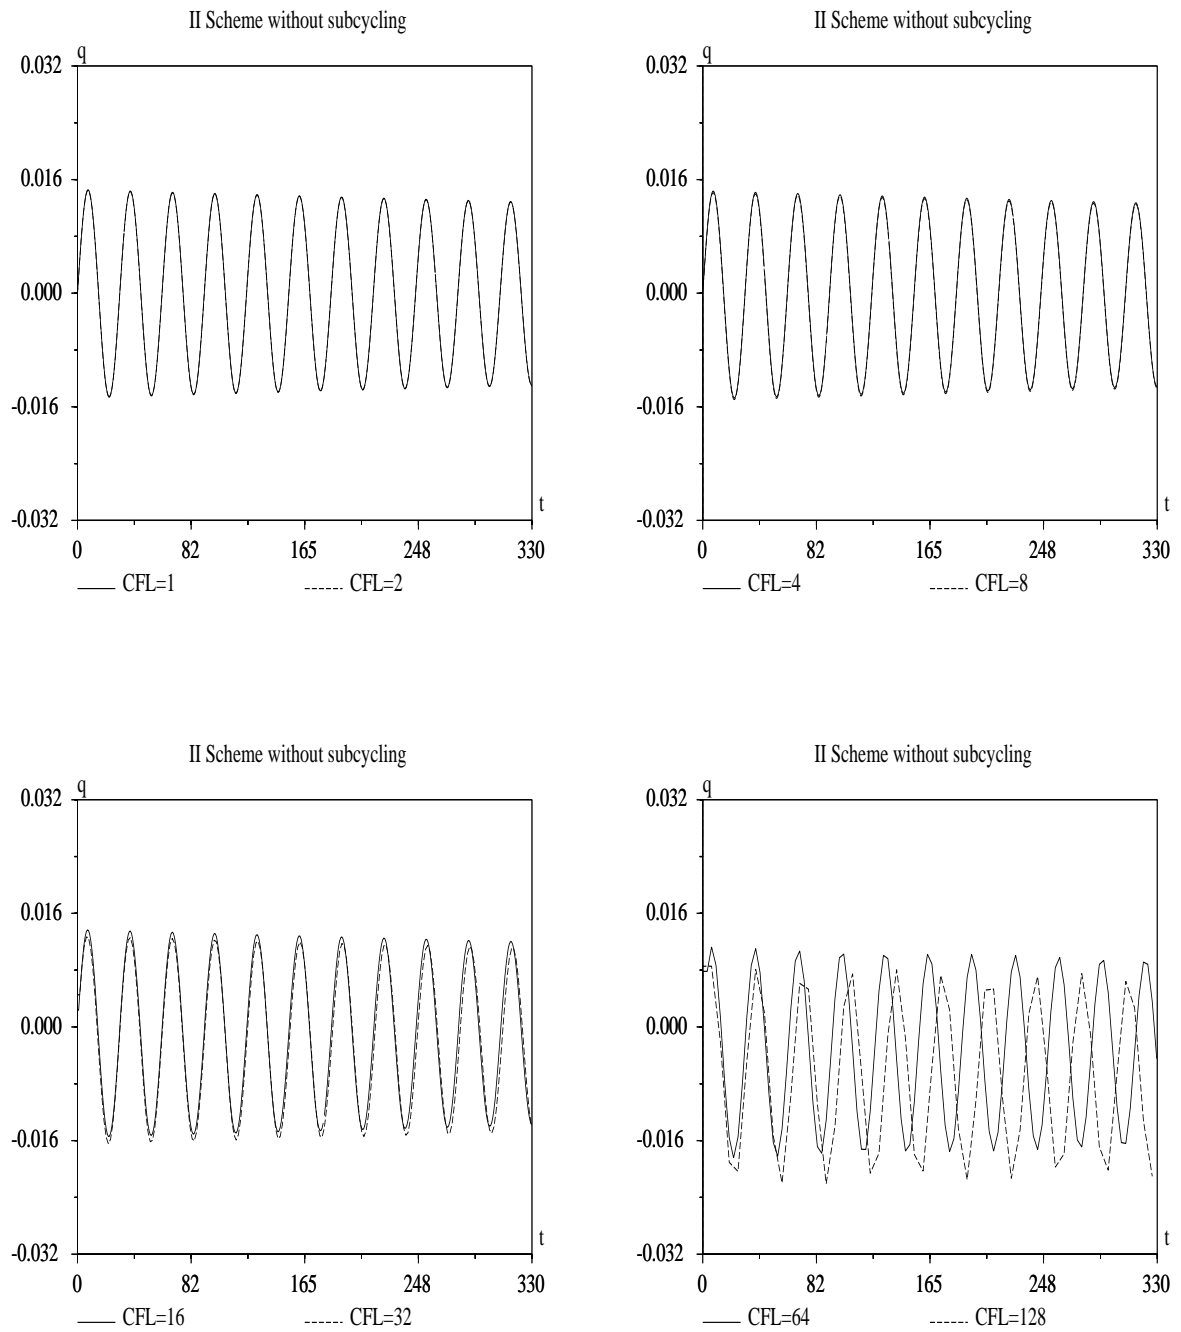 II Scheme without subcycling
q
0.032
0.016
0.000
-0.016
-0.032
t
0 82 165 248 330
CFL=1 CFL=2
II Scheme without subcycling
q
0.032
0.016
0.000
-0.016
-0.032
t
0 82 165 248 330
CFL=4 CFL=8
II Scheme without subcycling
q
0.032
0.016
0.000
-0.016
-0.032
t
0 82 165 248 330
CFL=16 CFL=32
II Scheme without subcycling
q
0.032
0.016
0.000
-0.016
-0.032
t
0 82 165 248 330
CFL=64 CFL=128